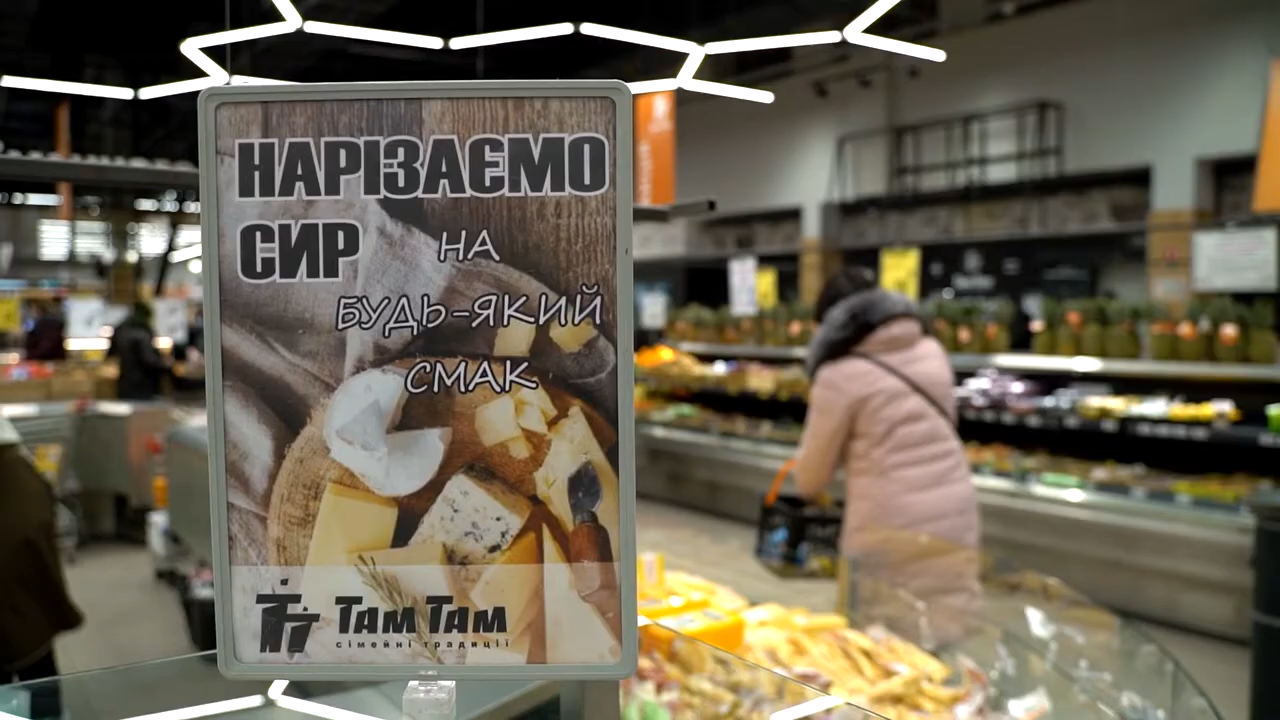 НАРІЗАЄМО
СИР НА
БУДЬ-ЯКИЙ
СМАК
ТАМ ТАМ
сімейні традиції